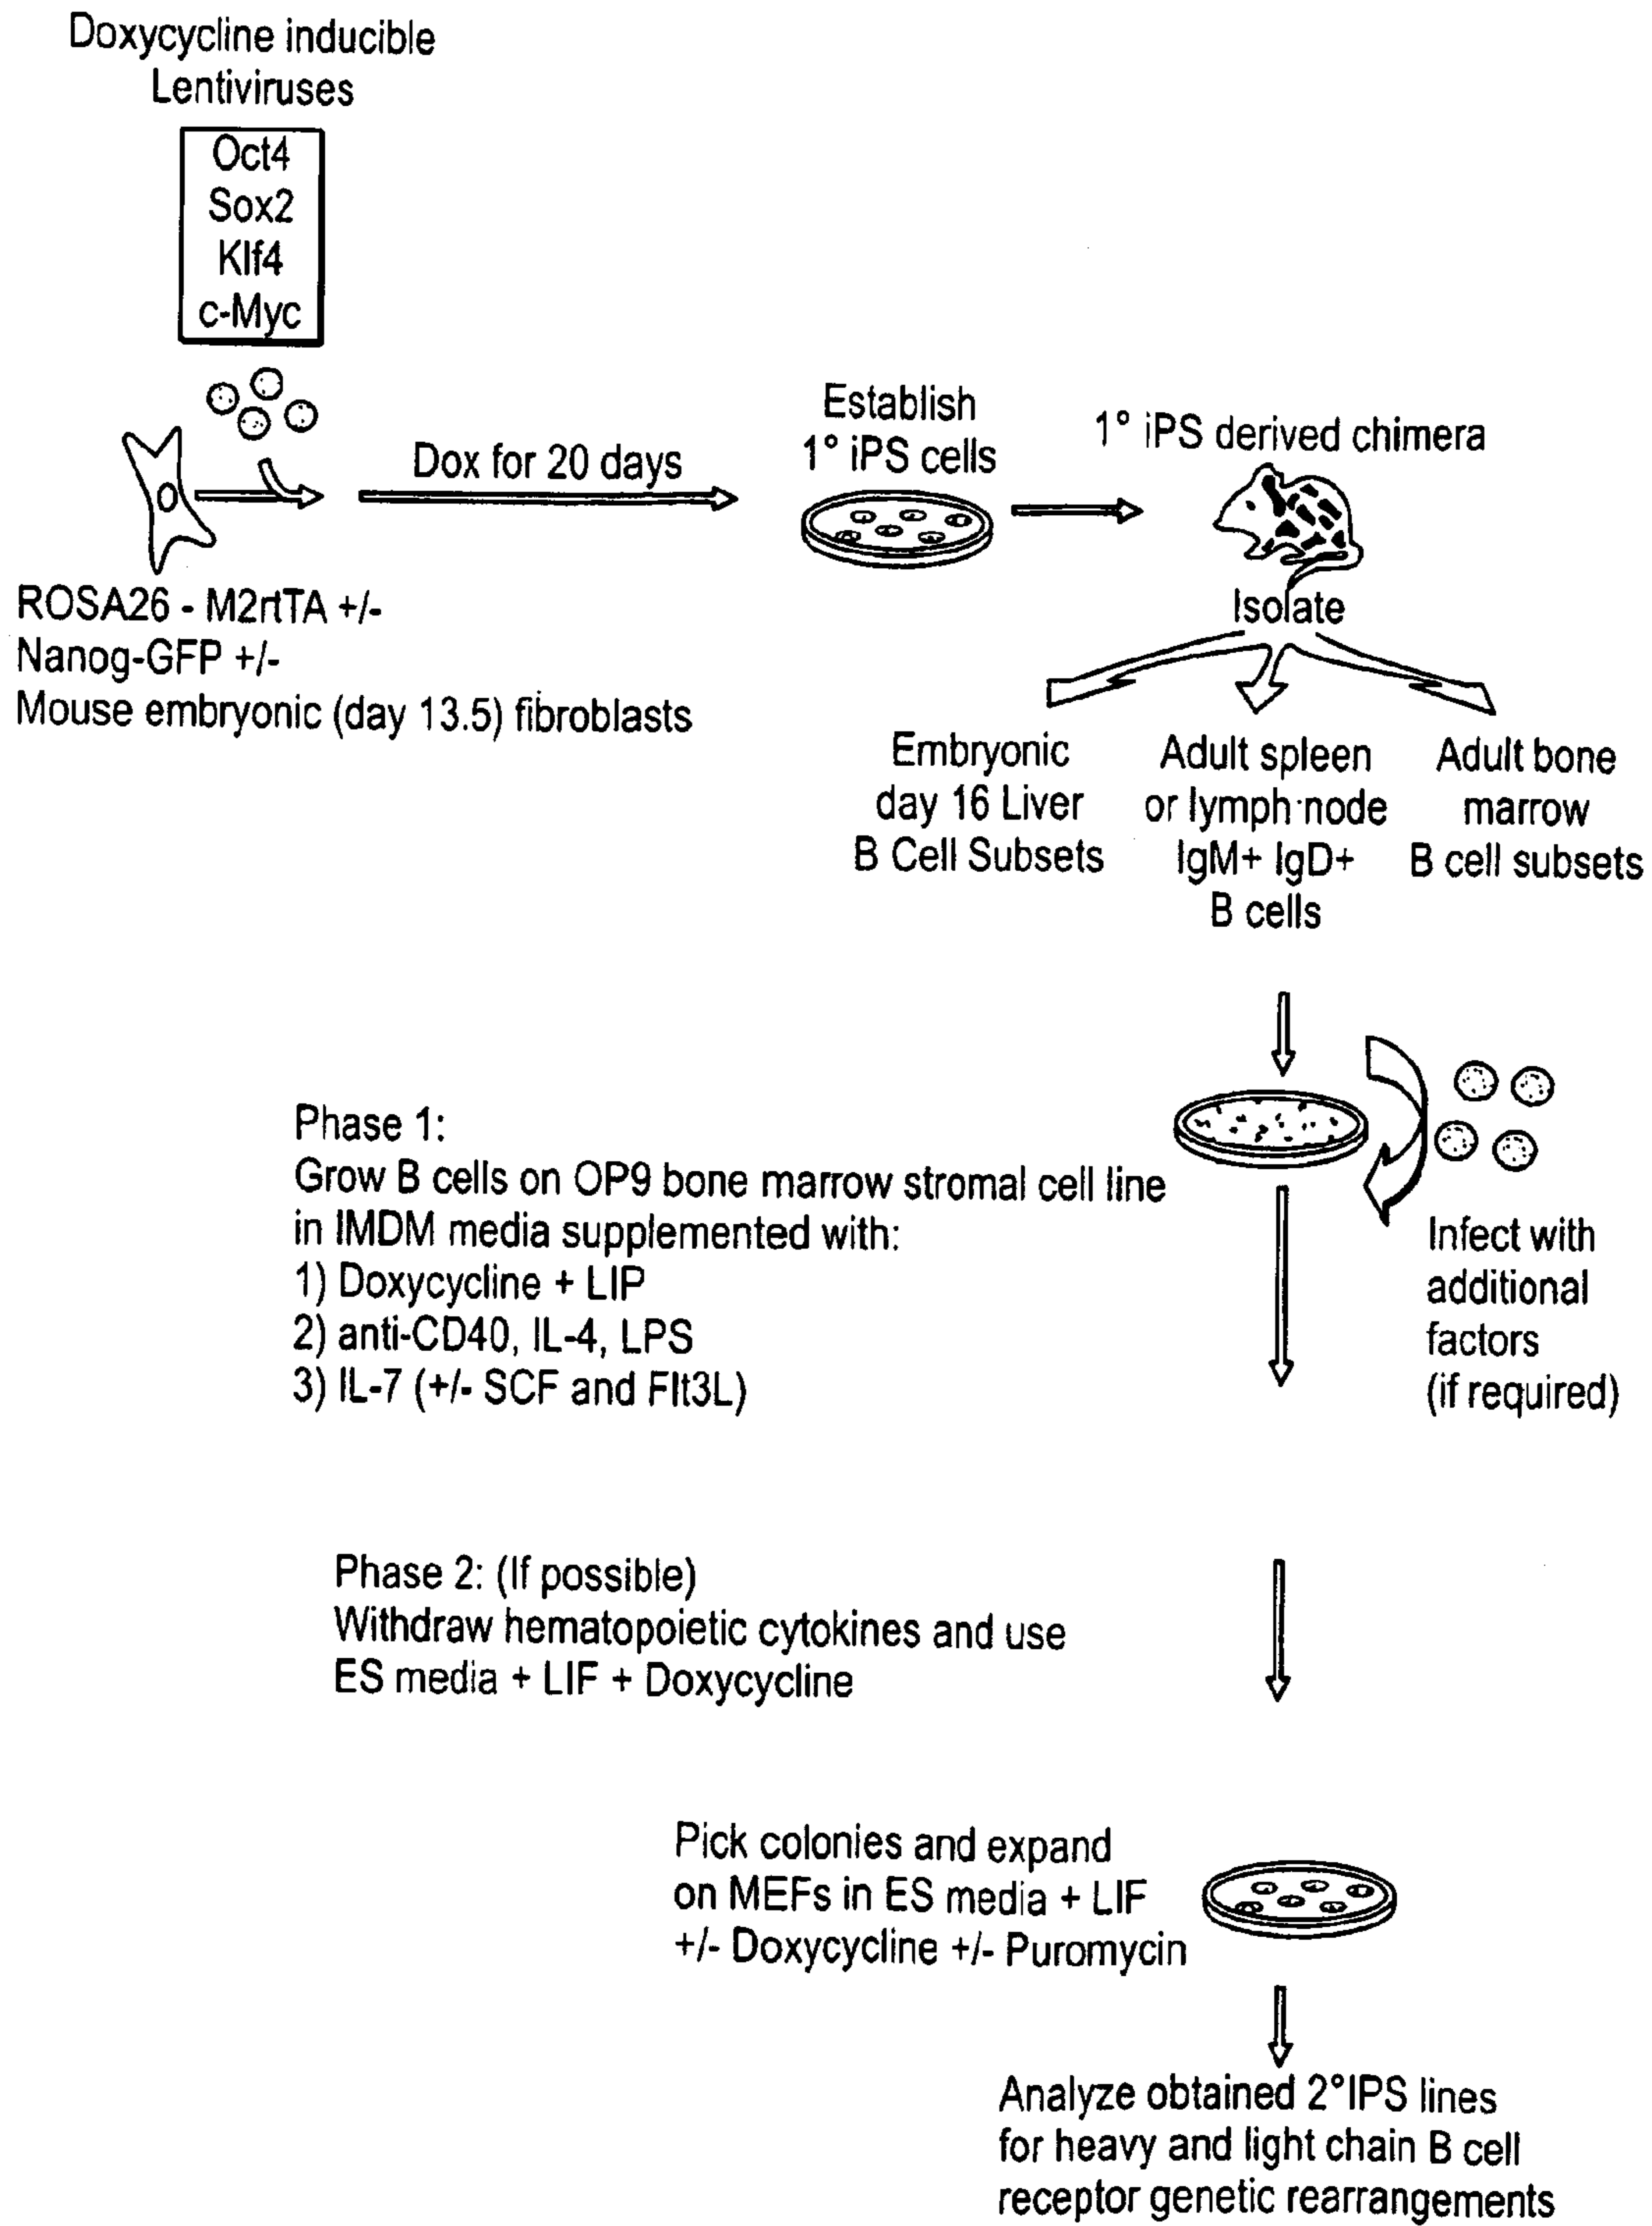 Doxycycline inducible
Lentiviruses
Oct4
Sox2
Klf4
c-Myc
Dox for 20 days
Establish
1° iPS cells
1° iPS derived chimera
ROSA26 - M2rtTA +/-
Nanog-GFP +/-
Mouse embryonic (day 13.5) fibroblasts
Isolate
Embryonic
day 16 Liver
B Cell Subsets
Adult spleen
or lymph node
IgM+ IgD+
B cells
Adult bone
marrow
B cell subsets
Phase 1:
Grow B cells on OP9 bone marrow stromal cell line
in IMDM media supplemented with:
1) Doxycycline + LIP
2) anti-CD40, IL-4, LPS
3) IL-7 (+/- SCF and Flt3L)
Infect with
additional
factors
(if required)
Phase 2: (If possible)
Withdraw hematopoietic cytokines and use
ES media + LIF + Doxycycline
Pick colonies and expand
on MEFs in ES media + LIF
+/- Doxycycline +/- Puromycin
Analyze obtained 2°IPS lines
for heavy and light chain B cell
receptor genetic rearrangements